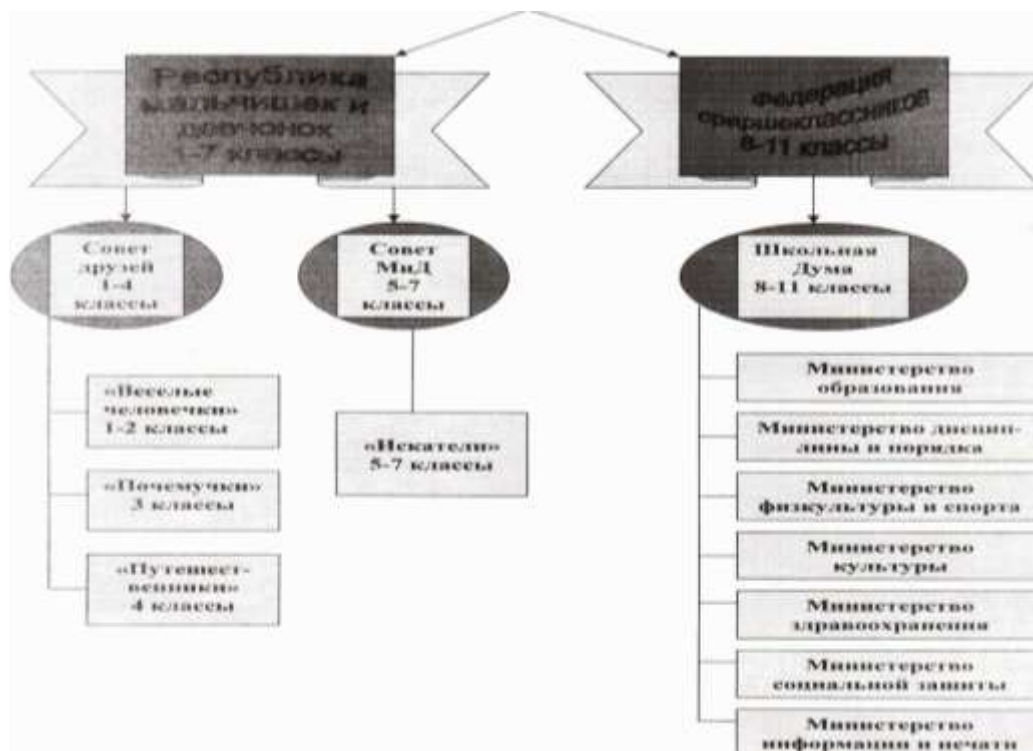 Республика
мальчишек и
девчонок
1-7 классы
Федерация
сршеклассников
8-11 классы
Совет
друзей
1-4
классы
Совет
МиД
5-7
классы
Школьная
Дума
8-11 классы
«Веселые
человечки»
1-2 классы
«Почемучки»
3 классы
«Путешест-
венники»
4 классы
«Искатели»
5-7 классы
Министерство
образования
Министерство дисцип-
лины и порядка
Министерство
физкультуры и спорта
Министерство
культуры
Министерство
здравоохранения
Министерство
социальной защиты
Министерство
информации и печати